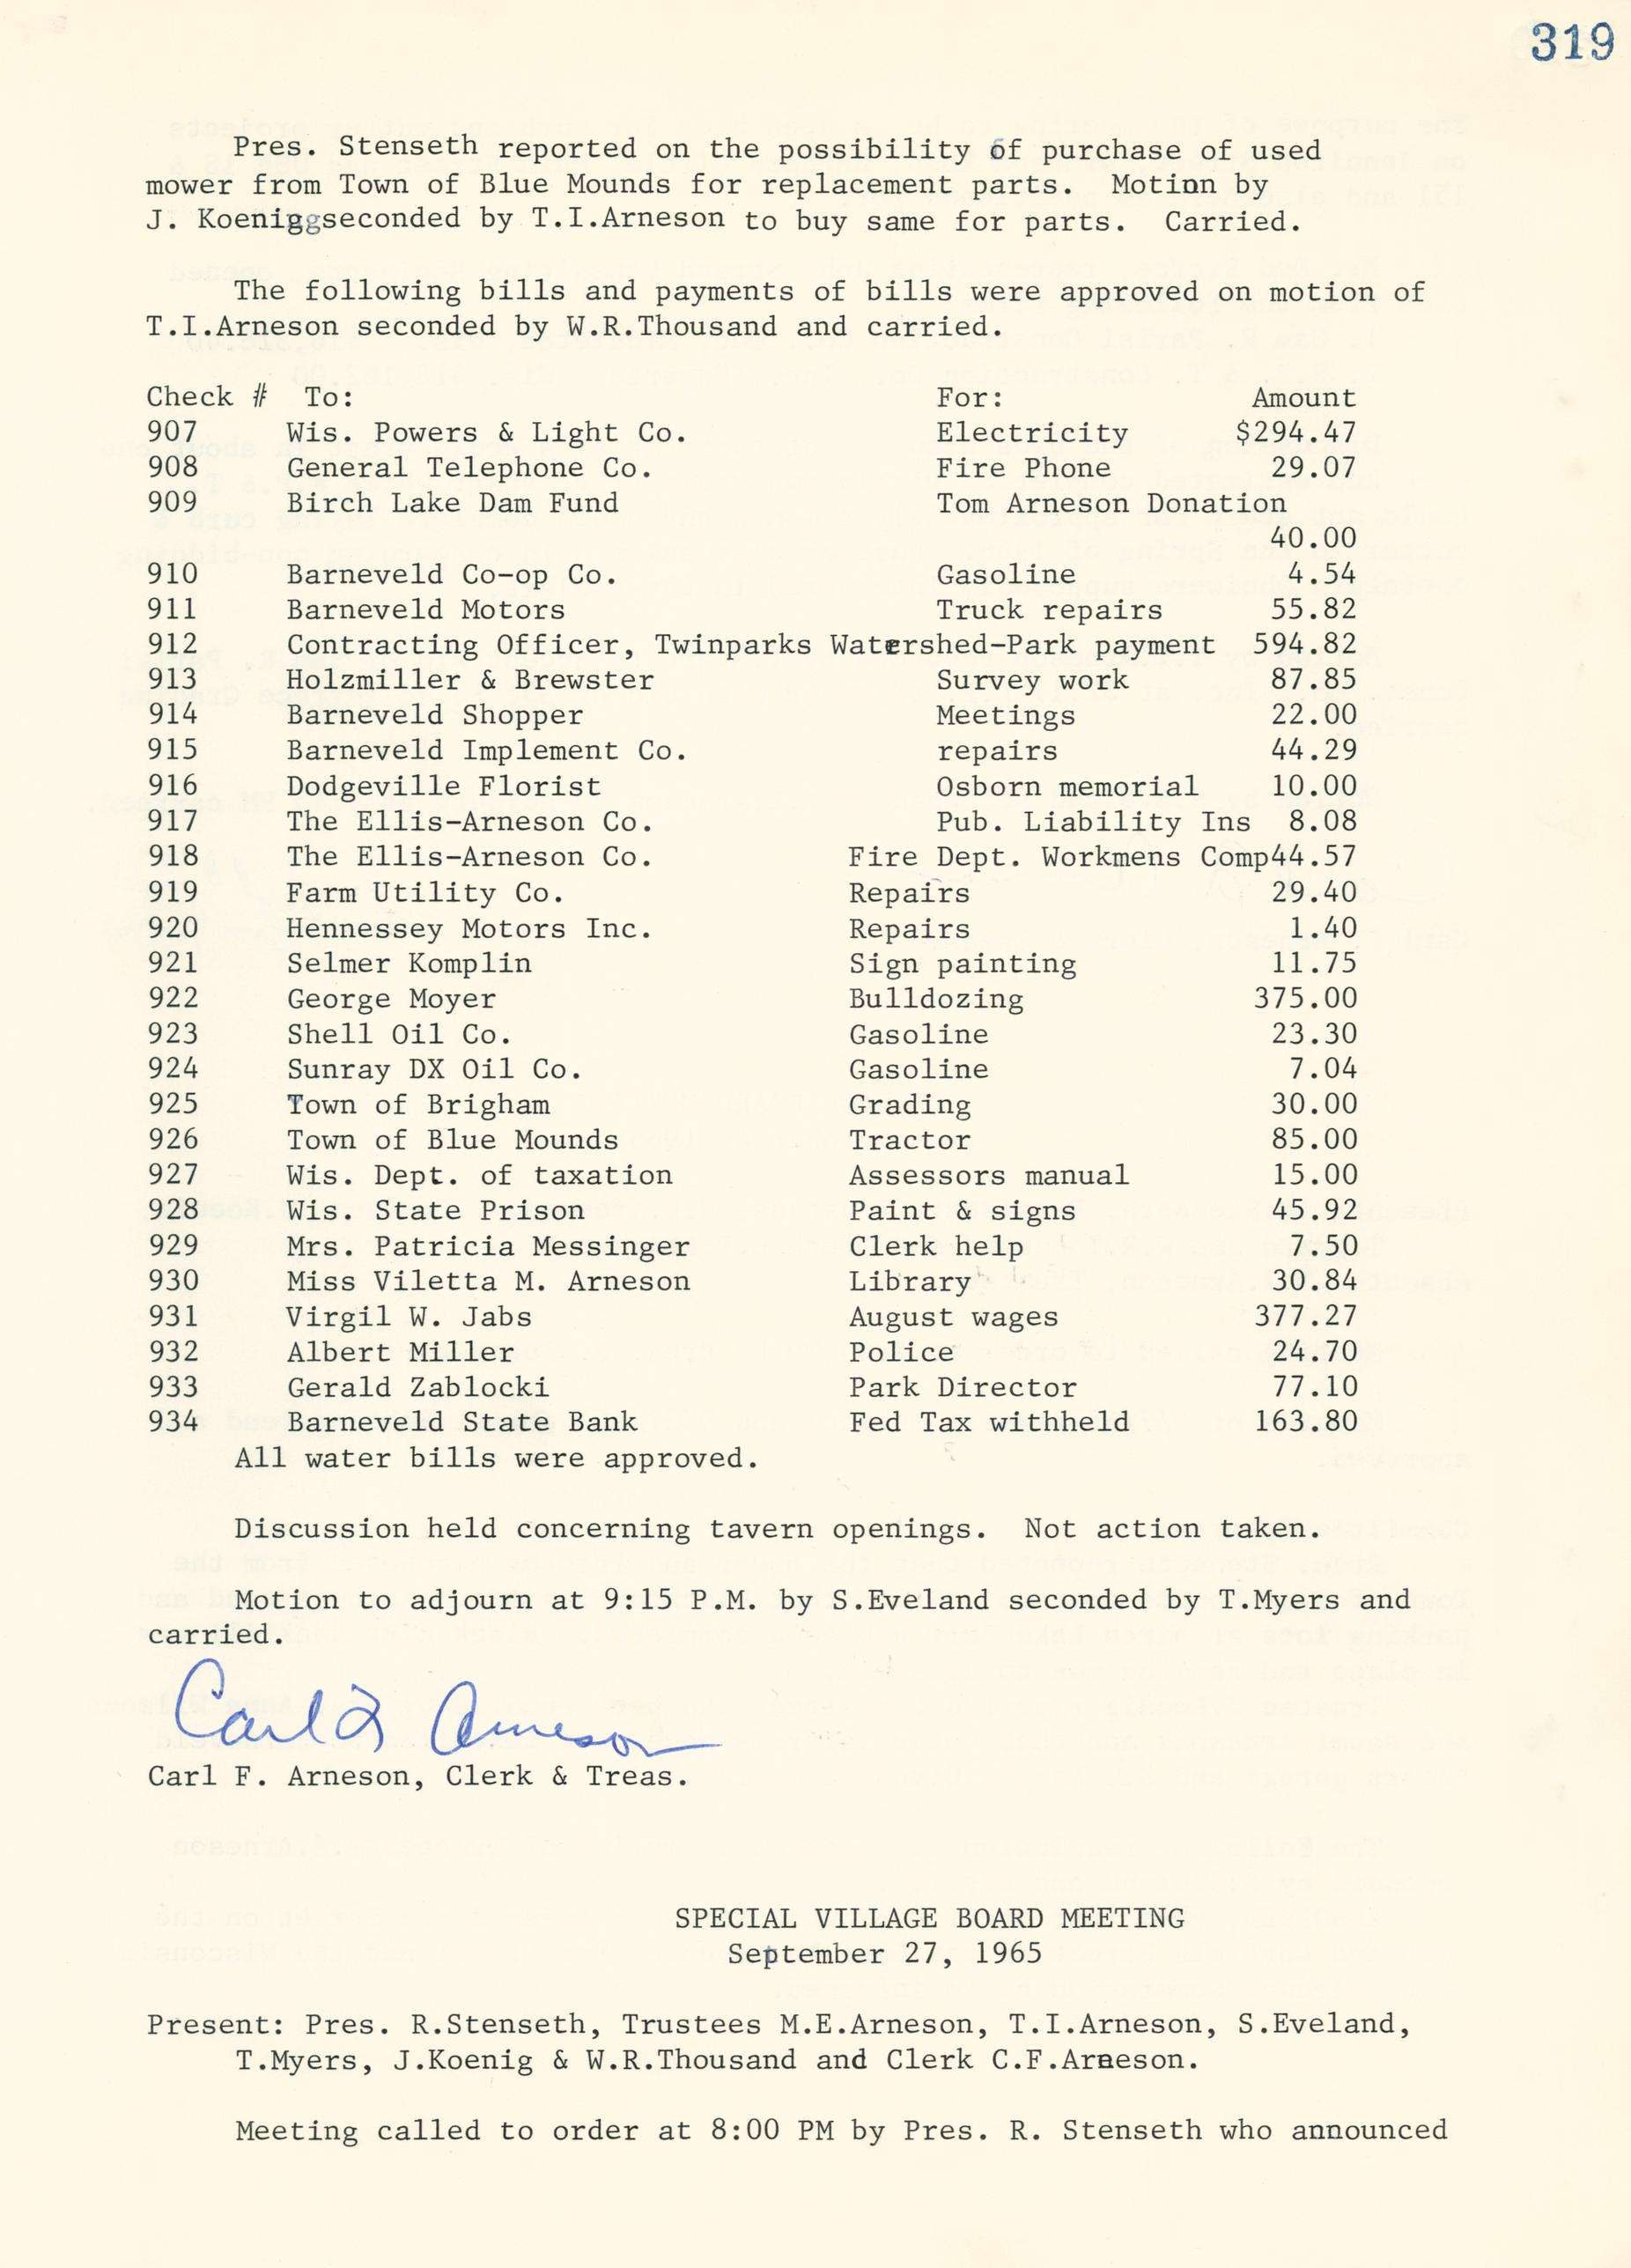 319
Pres. Stenseth reported on the possibility of purchase of used
mower from Town of Blue Mounds for replacement parts. Motion by
J. Koeniggseconded by T.I.Arneson to buy same for parts. Carried.
The following bills and payments of bills were approved on motion of
T.I.Arneson seconded by W.R.Thousand and carried.
Check # To: For: Amount
907 Wis. Powers & Light Co. Electricity $294.47
908 General Telephone Co. Fire Phone 29.07
909 Birch Lake Dam Fund Tom Arneson Donation
40.00
910 Barneveld Co-op Co. Gasoline 4.54
911 Barneveld Motors Truck repairs 55.82
912 Contracting Officer, Twinparks Watershed-Park payment 594.82
913 Holzmiller & Brewster Survey work 87.85
914 Barneveld Shopper Meetings 22.00
915 Barneveld Implement Co. repairs 44.29
916 Dodgeville Florist Osborn memorial 10.00
917 The Ellis-Arneson Co. Pub. Liability Ins 8.08
918 The Ellis-Arneson Co. Fire Dept. Workmens Comp44.57
919 Farm Utility Co. Repairs 29.40
920 Hennessey Motors Inc. Repairs 1.40
921 Selmer Komplin Sign painting 11.75
922 George Moyer Bulldozing 375.00
923 Shell Oil Co. Gasoline 23.30
924 Sunray DX Oil Co. Gasoline 7.04
925 Town of Brigham Grading 30.00
926 Town of Blue Mounds Tractor 85.00
927 Wis. Dept. of taxation Assessors manual 15.00
928 Wis. State Prison Paint & signs 45.92
929 Mrs. Patricia Messinger Clerk help 7.50
930 Miss Viletta M. Arneson Library 30.84
931 Virgil W. Jabs August wages 377.27
932 Albert Miller Police 24.70
933 Gerald Zablocki Park Director 77.10
934 Barneveld State Bank Fed Tax withheld 163.80
All water bills were approved.
Discussion held concerning tavern openings. Not action taken.
Motion to adjourn at 9:15 P.M. by S.Eveland seconded by T.Myers and
carried.
Carl F Arneson
Carl F. Arneson, Clerk & Treas.
SPECIAL VILLAGE BOARD MEETING
September 27, 1965
Present: Pres. R.Stenseth, Trustees M.E.Arneson, T.I.Arneson, S.Eveland,
T.Myers, J.Koenig & W.R.Thousand and Clerk C.F.Arneson.
Meeting called to order at 8:00 PM by Pres. R. Stenseth who announced